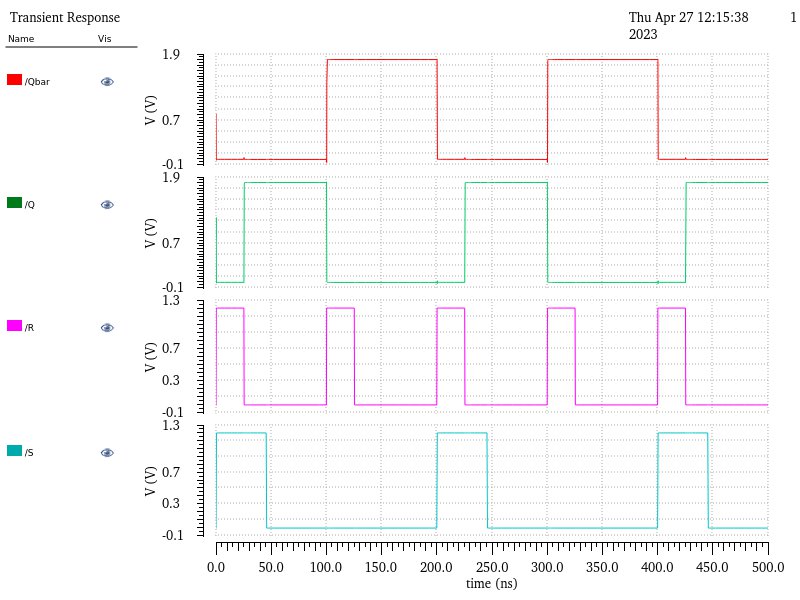 Transient Response
Thu Apr 27 12:15:38 2023
1
Name Vis
/Qbar
V (V)
1.9
0.7
-0.1
/Q
V (V)
1.9
0.7
-0.1
/R
V (V)
1.3
0.7
0.3
-0.1
/S
V (V)
1.3
0.7
0.3
-0.1
0.0 50.0 100.0 150.0 200.0 250.0 300.0 350.0 400.0 450.0 500.0
time (ns)